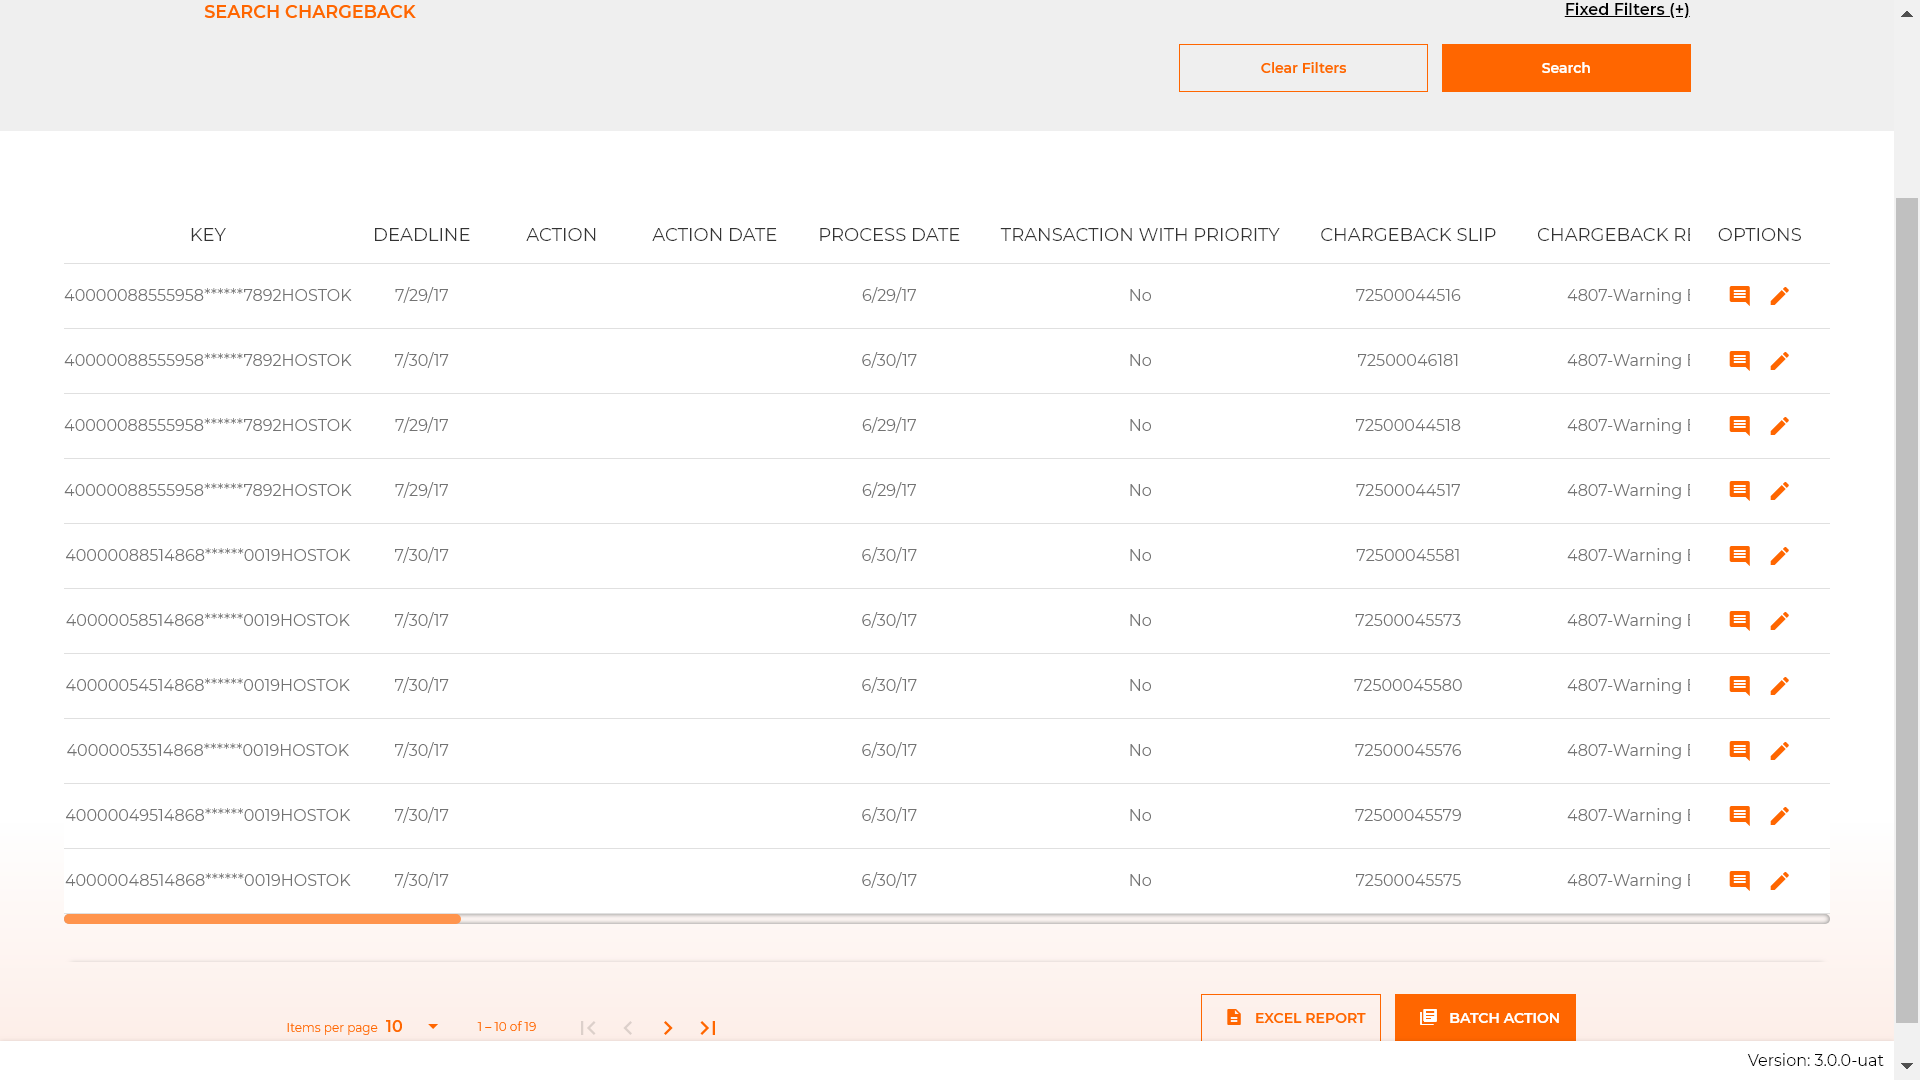 SEARCH CHARGEBACK
Fixed Filters (+)
Clear Filters
Search
KEY DEADLINE ACTION ACTION DATE PROCESS DATE TRANSACTION WITH PRIORITY CHARGEBACK SLIP CHARGEBACK RE OPTIONS
40000088555958******7892HOSTOK 7/29/17 6/29/17 No 72500044516 4807-Warning
40000088555958******7892HOSTOK 7/30/17 6/30/17 No 72500046181 4807-Warning
40000088555958******7892HOSTOK 7/29/17 6/29/17 No 72500044518 4807-Warning
40000088555958******7892HOSTOK 7/29/17 6/29/17 No 72500044517 4807-Warning
40000088514868******0019HOSTOK 7/30/17 6/30/17 No 72500045581 4807-Warning
40000058514868******0019HOSTOK 7/30/17 6/30/17 No 72500045573 4807-Warning
40000054514868******0019HOSTOK 7/30/17 6/30/17 No 72500045580 4807-Warning
40000053514868******0019HOSTOK 7/30/17 6/30/17 No 72500045576 4807-Warning
40000049514868******0019HOSTOK 7/30/17 6/30/17 No 72500045579 4807-Warning
40000048514868******0019HOSTOK 7/30/17 6/30/17 No 72500045575 4807-Warning
Items per page 10 1 – 10 of 19
EXCEL REPORT
BATCH ACTION
Version: 3.0.0-uat